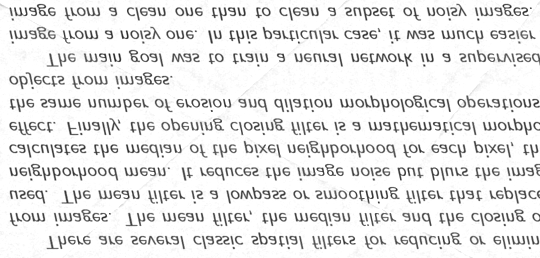 There are several classic spatial filters for reducing or elimin
from images. The mean filter, the median filter and the closing o
used. The mean filter is a lowpass or smoothing filter that replac
neighborhood mean. It reduces the image noise but blurs the imag
calculates the median of the pixel neighborhood for each pixel, th
effect. Finally, the opening closing filter is a mathematical morpho
the same number of erosion and dilation morphological operations
objects from images.
The main goal was to train a neural network in a supervised
image from a noisy one. In this particular case, it was much easier
image from a clean one than to clean a subset of noisy images.